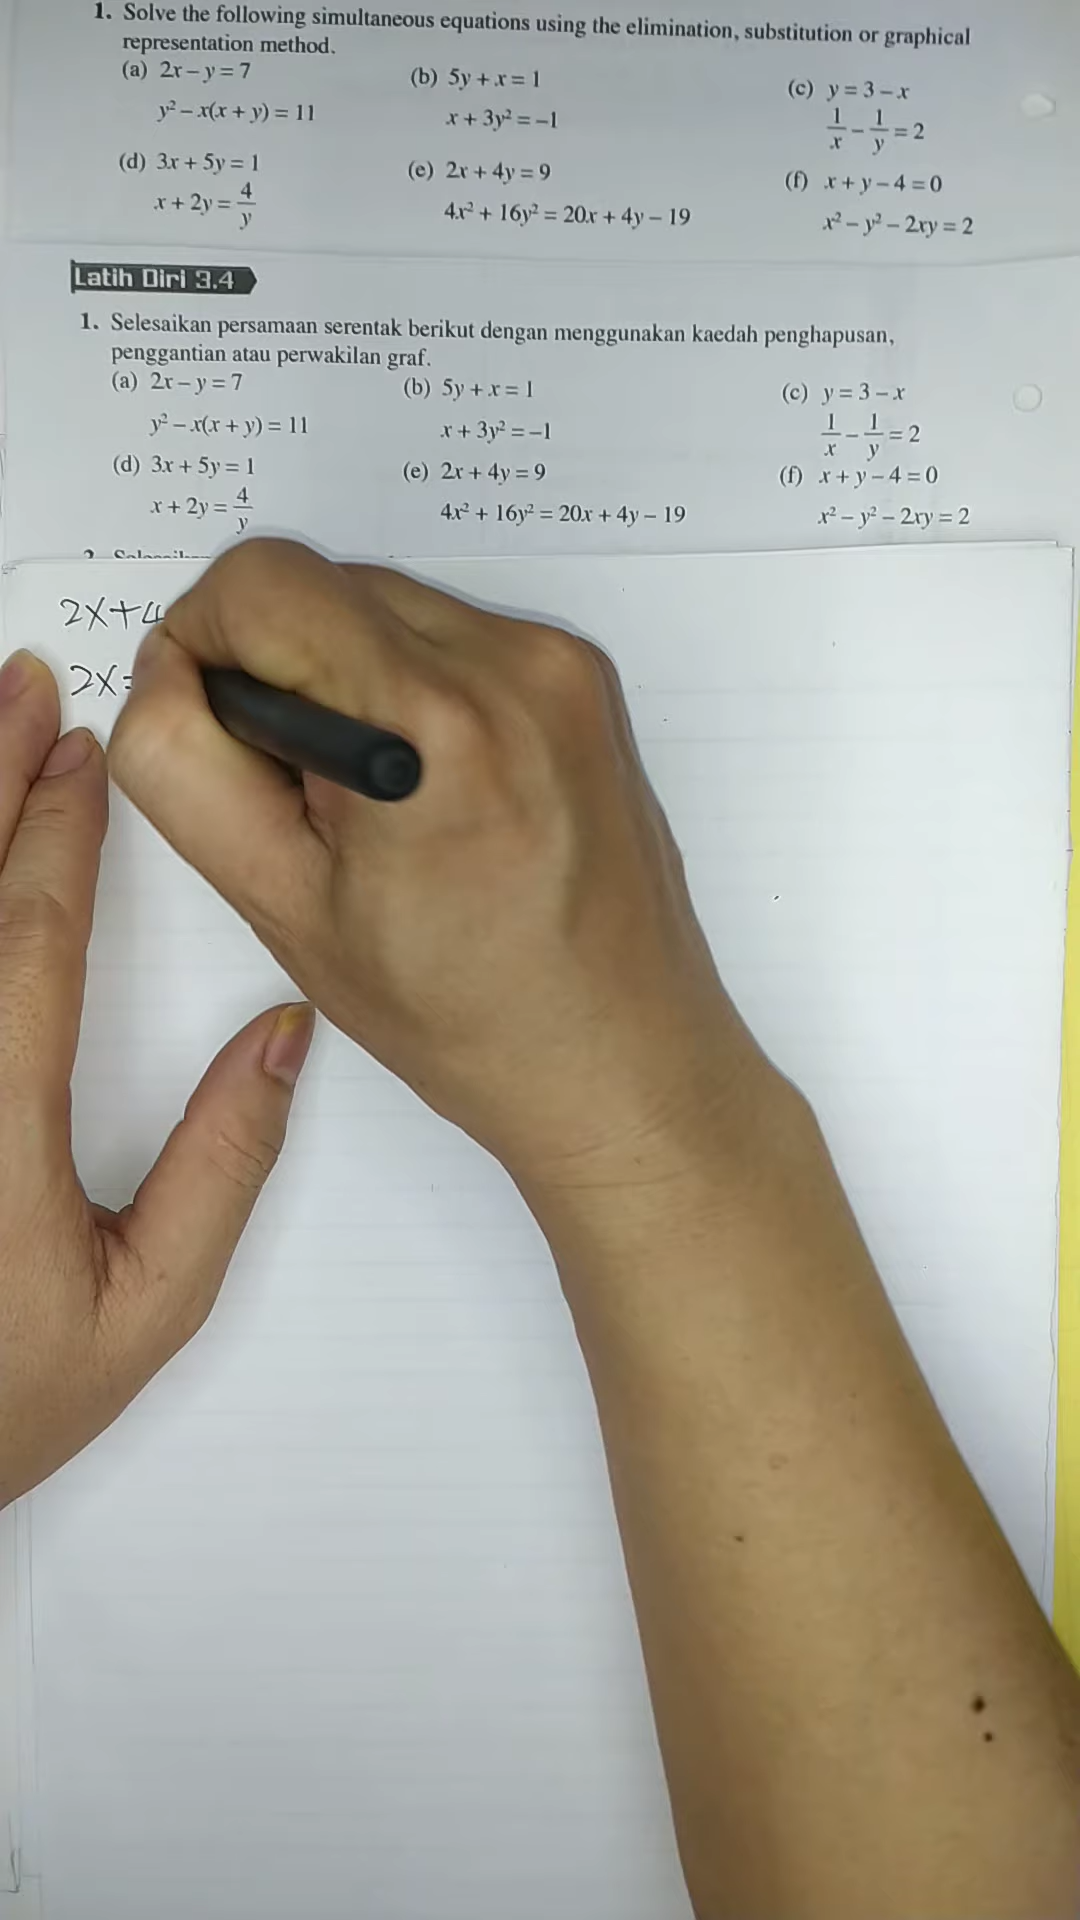 1. Solve the following simultaneous equations using the elimination, substitution or graphical
representation method.
(a) 2x – y = 7
(b) 5y + x = 1
(c) y = 3 – x
y² – x(x + y) = 11
x + 3y² = –1
1/x – 1/y = 2
(d) 3x + 5y = 1
(e) 2x + 4y = 9
(f) x + y – 4 = 0
x + 2y = 4/y
4x² + 16y² = 20x + 4y – 19
x² – y² – 2xy = 2
Latih Diri 3.4
1. Selesaikan persamaan serentak berikut dengan menggunakan kaedah penghapusan,
penggantian atau perwakilan graf.
(a) 2x – y = 7
(b) 5y + x = 1
(c) y = 3 – x
y² – x(x + y) = 11
x + 3y² = –1
1/x – 1/y = 2
(d) 3x + 5y = 1
(e) 2x + 4y = 9
(f) x + y – 4 = 0
x + 2y = 4/y
4x² + 16y² = 20x + 4y – 19
x² – y² – 2xy = 2
2x+4
2x=